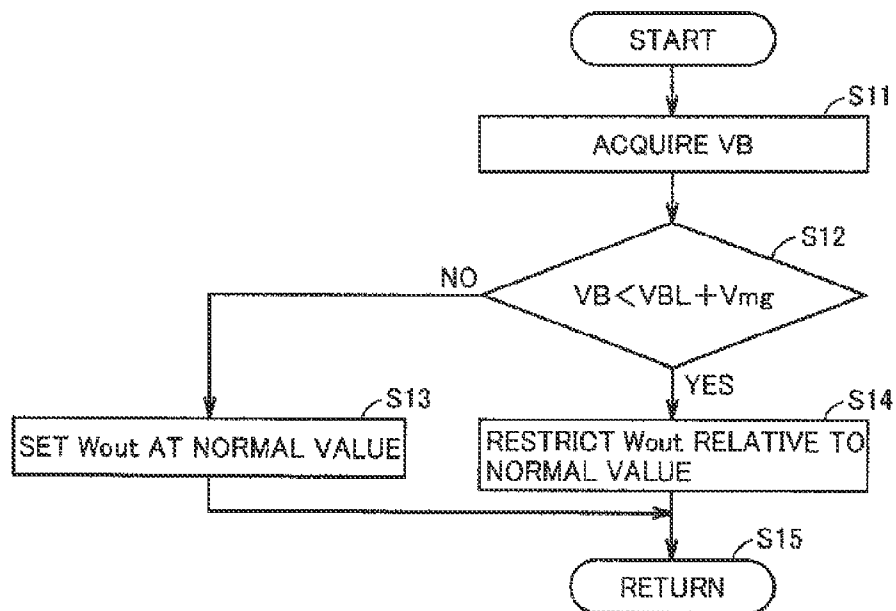 START
S11
ACQUIRE VB
S12
VB<VBL+Vmg
NO
YES
S13
SET Wout AT NORMAL VALUE
S14
RESTRICT Wout RELATIVE TO
NORMAL VALUE
S15
RETURN